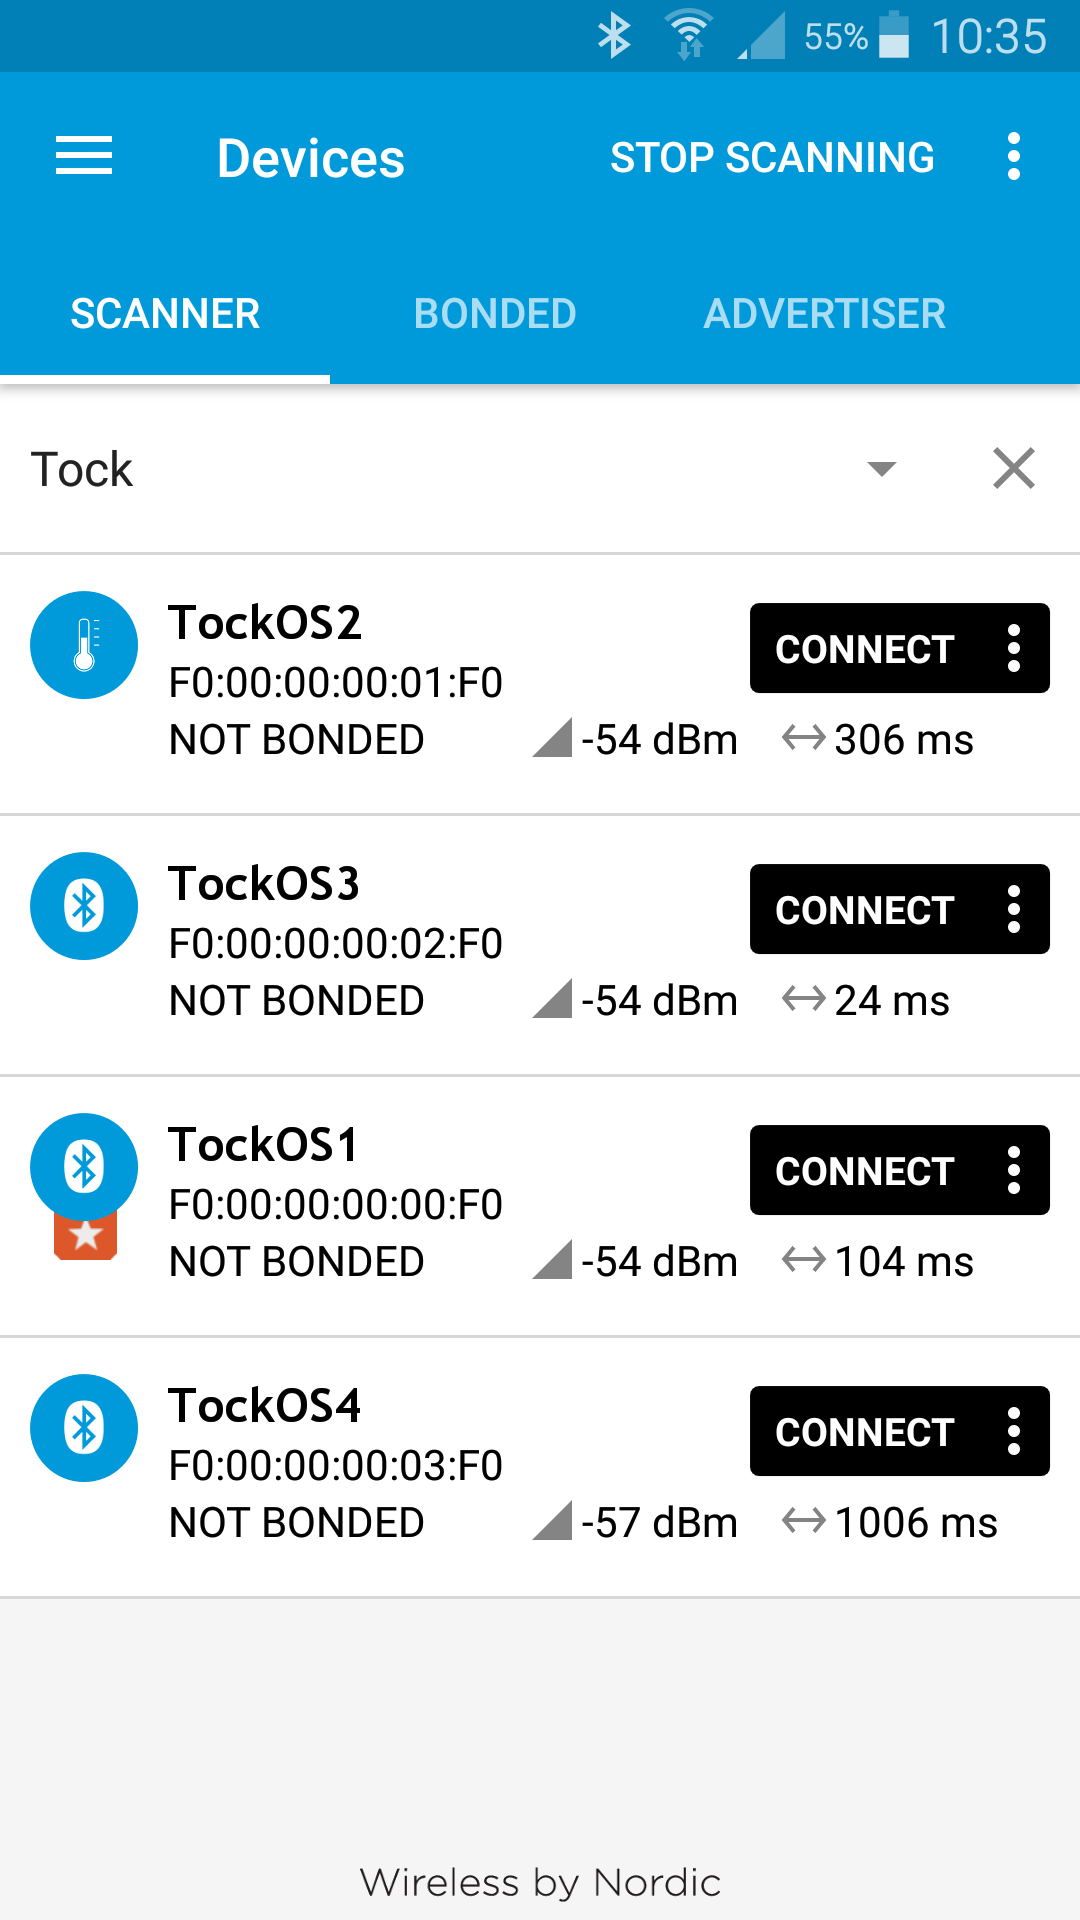 55% 10:35
Devices STOP SCANNING
SCANNER BONDED ADVERTISER
Tock
TockOS2
CONNECT
F0:00:00:00:01:F0
NOT BONDED -54 dBm 306 ms
TockOS3
CONNECT
F0:00:00:00:02:F0
NOT BONDED -54 dBm 24 ms
TockOS1
CONNECT
F0:00:00:00:00:F0
NOT BONDED -54 dBm 104 ms
TockOS4
CONNECT
F0:00:00:00:03:F0
NOT BONDED -57 dBm 1006 ms
Wireless by Nordic